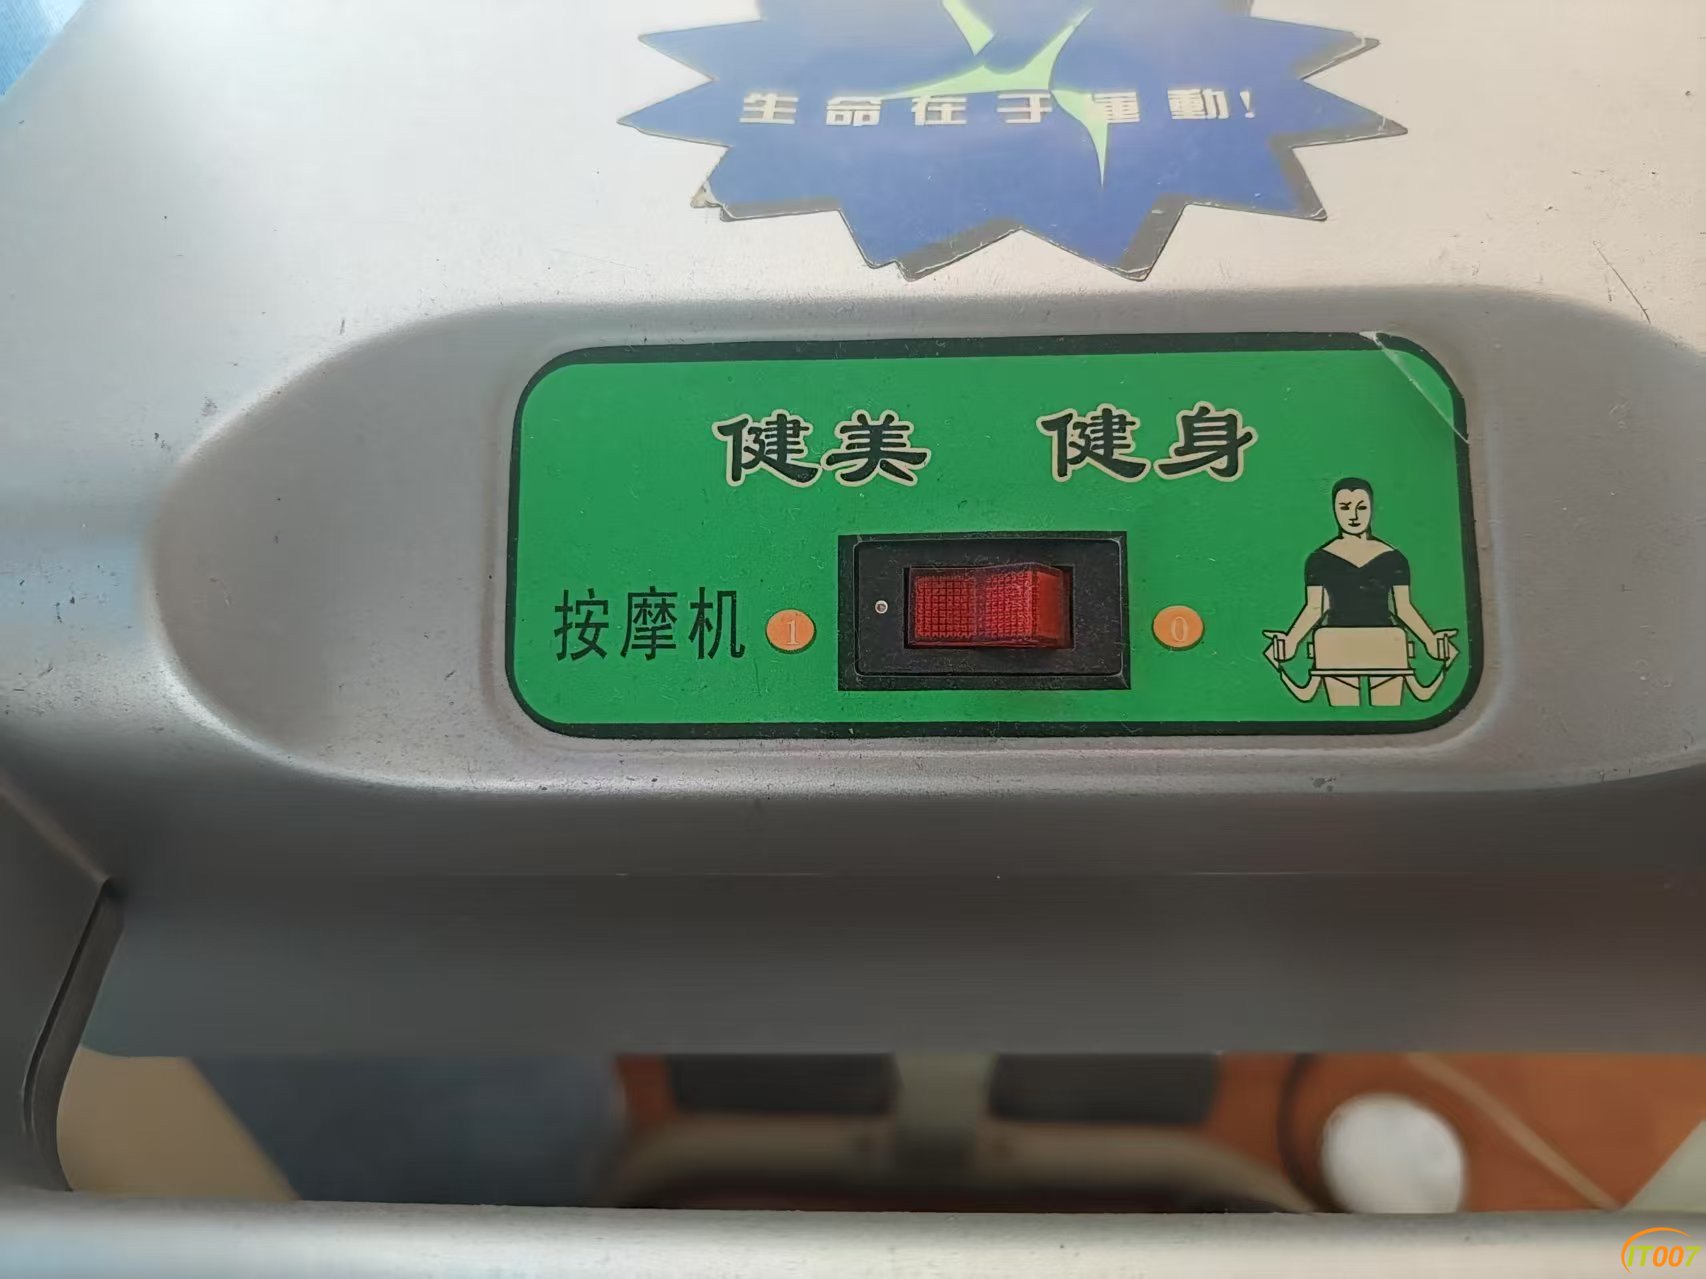 生命在于運動!
健美 健身
按摩机 1 0
IT007